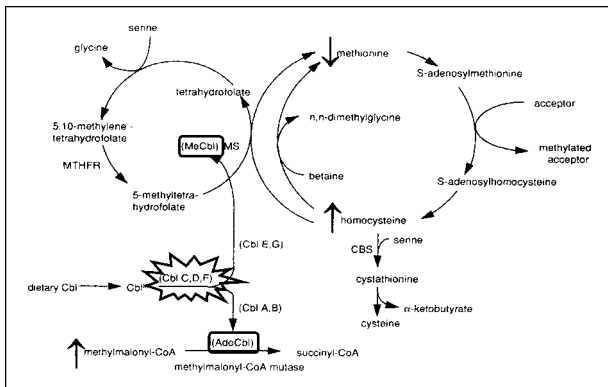 serine
glycine
methionine
S-adenosylmethionine
tetrahydrofolate
acceptor
5,10-methylene -
tetrahydrofolate
n,n-dimethylglycine
(MeCbl) MS
methylated
acceptor
MTHFR
betaine
S-adenosylhomocysteine
5-methyltetra-
hydrofolate
homocysteine
CBS
serine
(Cbl E,G)
cystathionine
(Cbl C,D,F)
dietary Cbl
Cbl
(Cbl A,B)
α-ketobutyrate
cysteine
(AdoCbl)
methylmalonyl-CoA
succinyl-CoA
methylmalonyl-CoA mutase